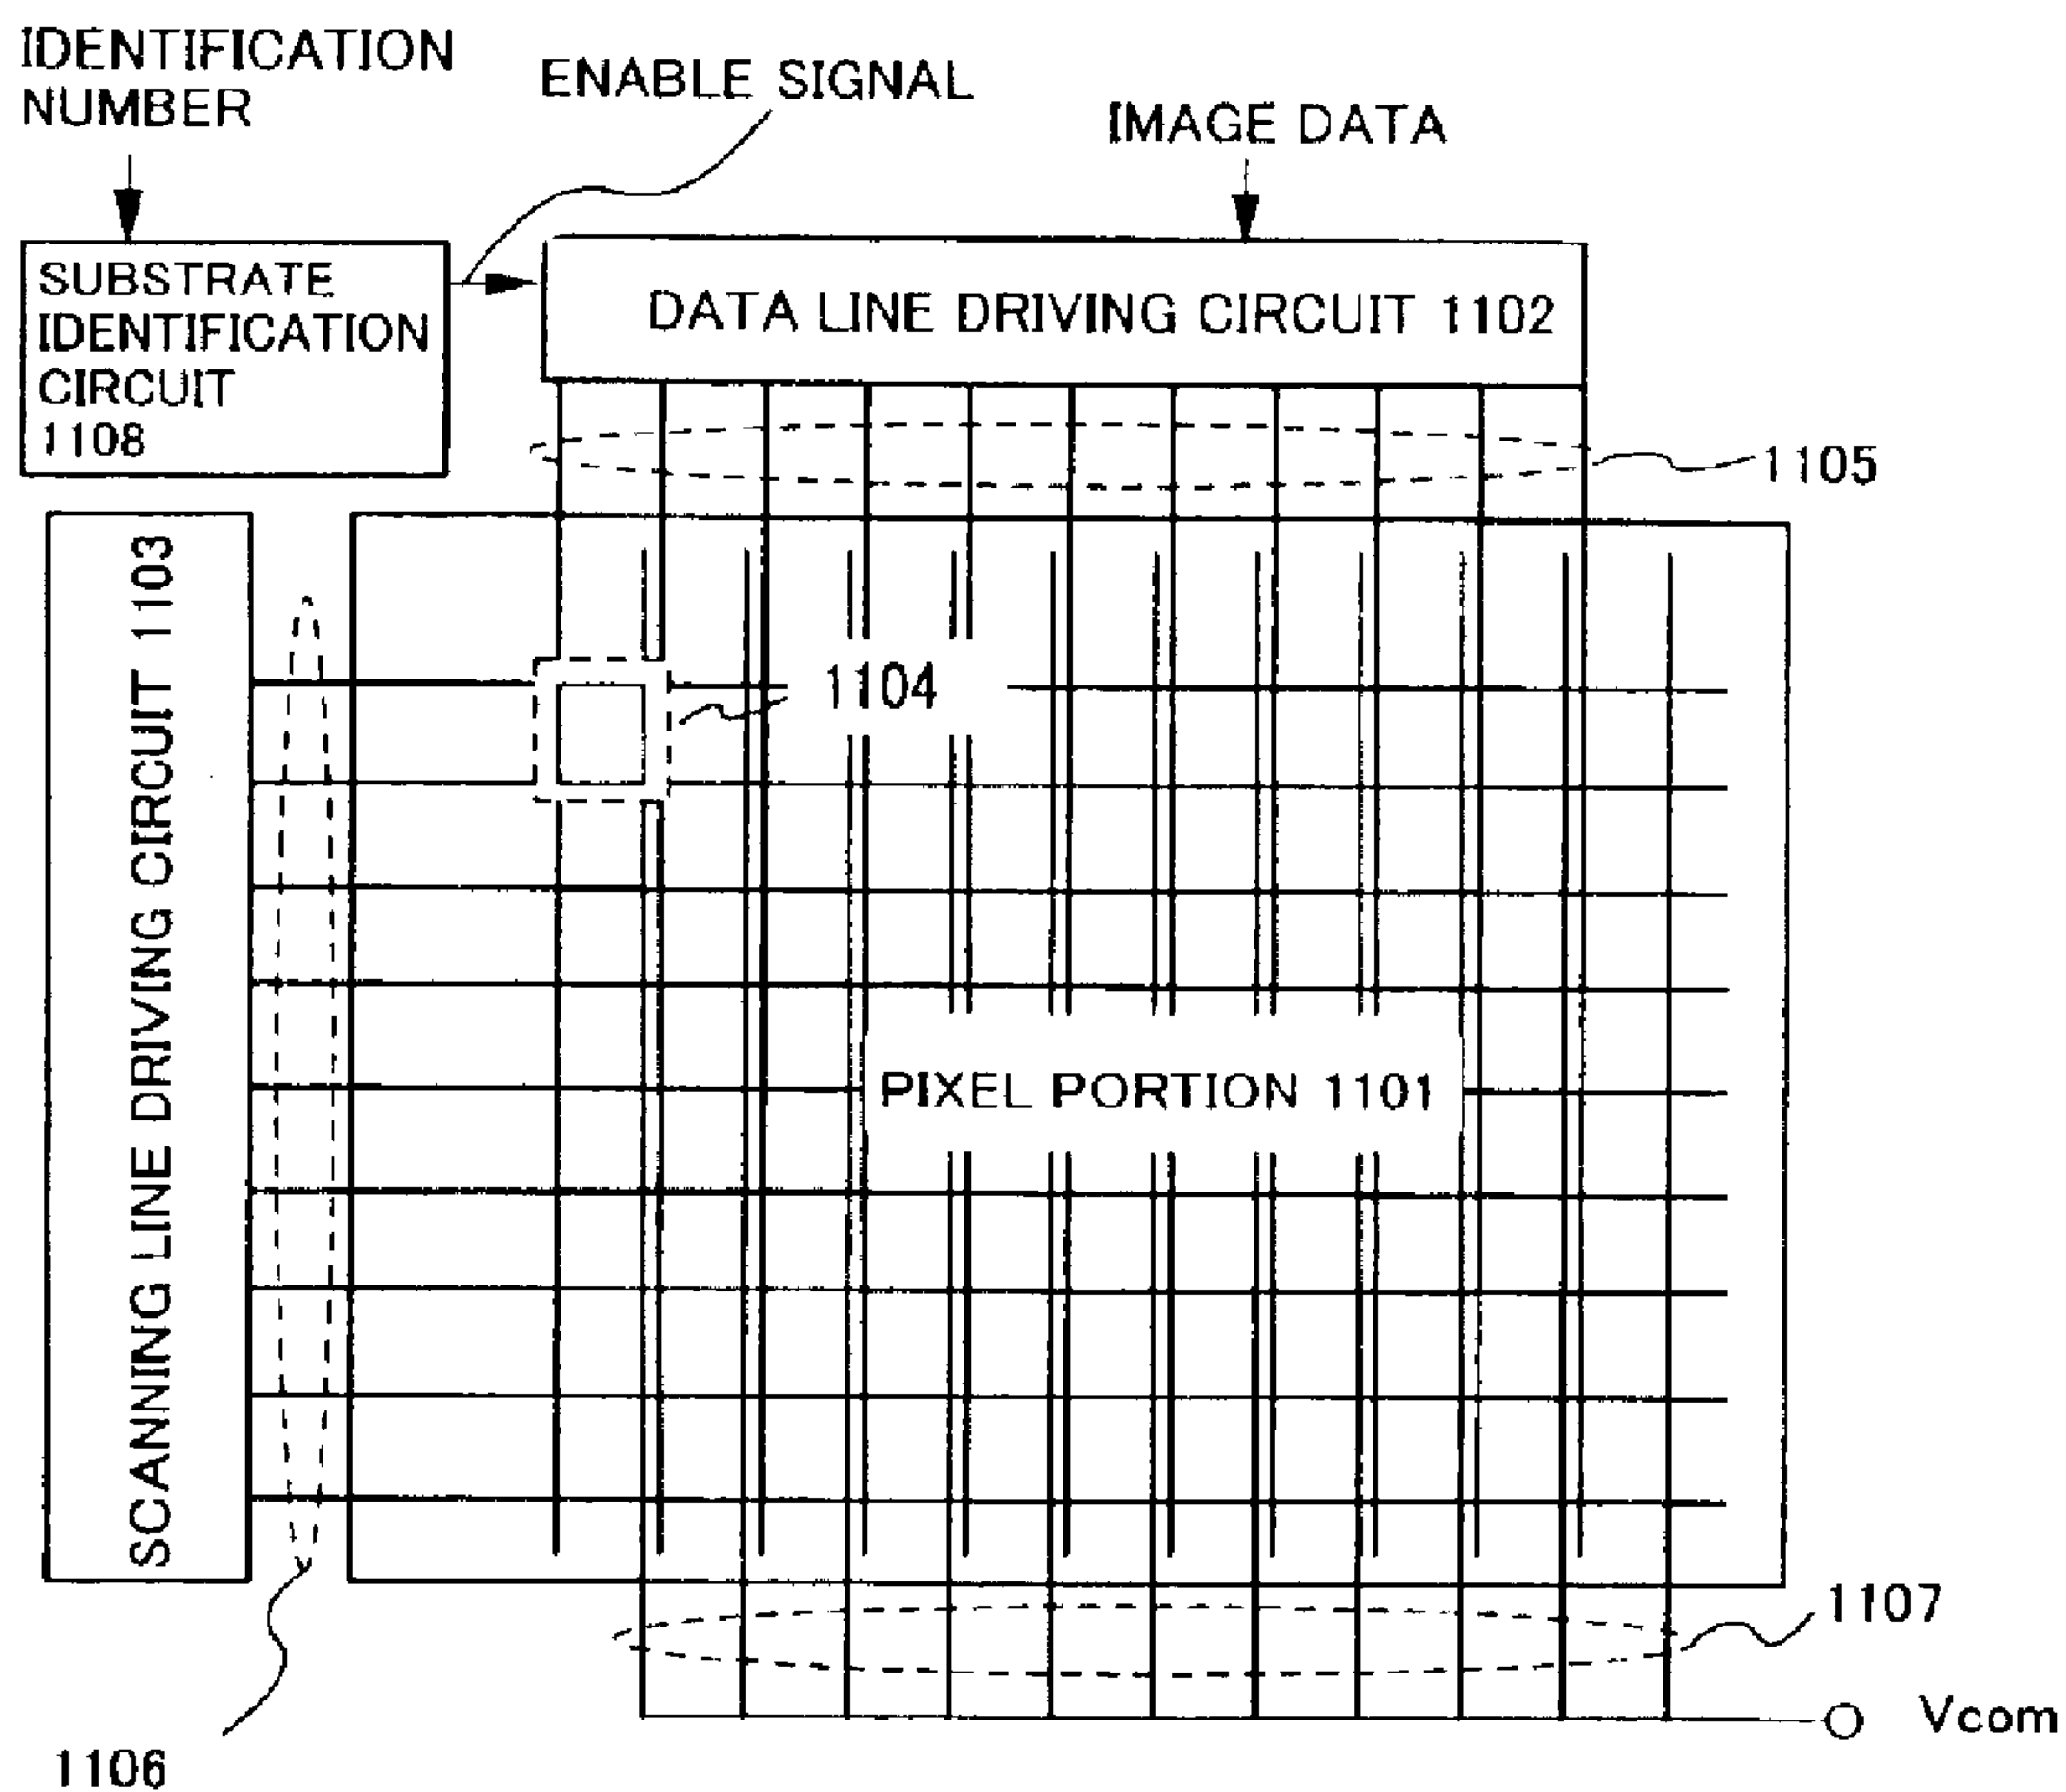 IDENTIFICATION
NUMBER
ENABLE SIGNAL
IMAGE DATA
SUBSTRATE
IDENTIFICATION
CIRCUIT
1108
DATA LINE DRIVING CIRCUIT 1102
1105
SCANNING LINE DRIVING CIRCUIT 1103
1104
PIXEL PORTION 1101
1107
Vcom
1106